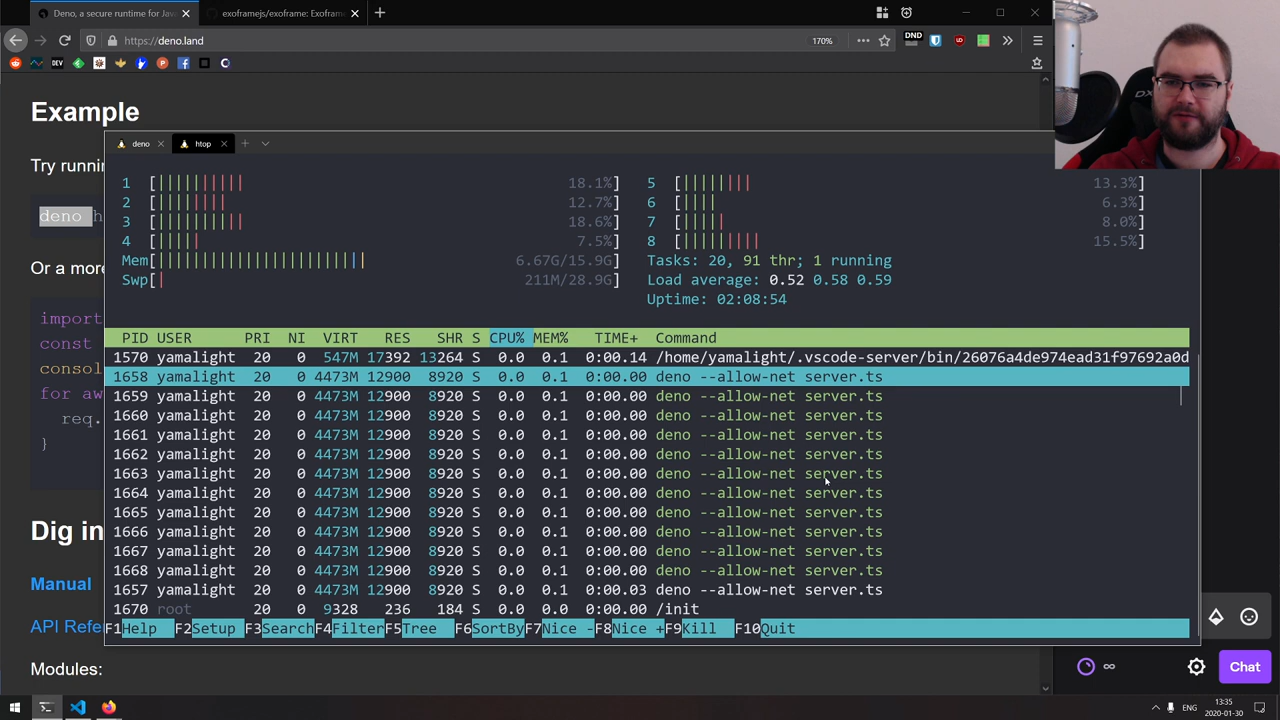 Deno, a secure runtime for Java
exoframejs/exoframe: Exofram
https://deno.land
170%
DND
DEV
Example
Try runnin
deno h
Or a more
import
const
consol
for aw
req.
}
Dig in
Manual
API Refe
Modules:
deno
htop
1 [ 18.1%] 5 [ 13.3%]
2 [ 12.7%] 6 [ 6.3%]
3 [ 18.6%] 7 [ 8.0%]
4 [ 7.5%] 8 [ 15.5%]
Mem[ 6.67G/15.9G] Tasks: 20, 91 thr; 1 running
Swp[ 211M/28.9G] Load average: 0.52 0.58 0.59
Uptime: 02:08:54
PID USER PRI NI VIRT RES SHR S CPU% MEM% TIME+ Command
1570 yamalight 20 0 547M 17392 13264 S 0.0 0.1 0:00.14 /home/yamalight/.vscode-server/bin/26076a4de974ead31f97692a0d
1658 yamalight 20 0 4473M 12900 8920 S 0.0 0.1 0:00.00 deno --allow-net server.ts
1659 yamalight 20 0 4473M 12900 8920 S 0.0 0.1 0:00.00 deno --allow-net server.ts
1660 yamalight 20 0 4473M 12900 8920 S 0.0 0.1 0:00.00 deno --allow-net server.ts
1661 yamalight 20 0 4473M 12900 8920 S 0.0 0.1 0:00.00 deno --allow-net server.ts
1662 yamalight 20 0 4473M 12900 8920 S 0.0 0.1 0:00.00 deno --allow-net server.ts
1663 yamalight 20 0 4473M 12900 8920 S 0.0 0.1 0:00.00 deno --allow-net server.ts
1664 yamalight 20 0 4473M 12900 8920 S 0.0 0.1 0:00.00 deno --allow-net server.ts
1665 yamalight 20 0 4473M 12900 8920 S 0.0 0.1 0:00.00 deno --allow-net server.ts
1666 yamalight 20 0 4473M 12900 8920 S 0.0 0.1 0:00.00 deno --allow-net server.ts
1667 yamalight 20 0 4473M 12900 8920 S 0.0 0.1 0:00.00 deno --allow-net server.ts
1668 yamalight 20 0 4473M 12900 8920 S 0.0 0.1 0:00.00 deno --allow-net server.ts
1657 yamalight 20 0 4473M 12900 8920 S 0.0 0.1 0:00.03 deno --allow-net server.ts
1670 root 20 0 9328 236 184 S 0.0 0.0 0:00.00 /init
F1Help F2Setup F3SearchF4FilterF5Tree F6SortByF7Nice -F8Nice +F9Kill F10Quit
∞
Chat
ENG
13:35
2020-01-30